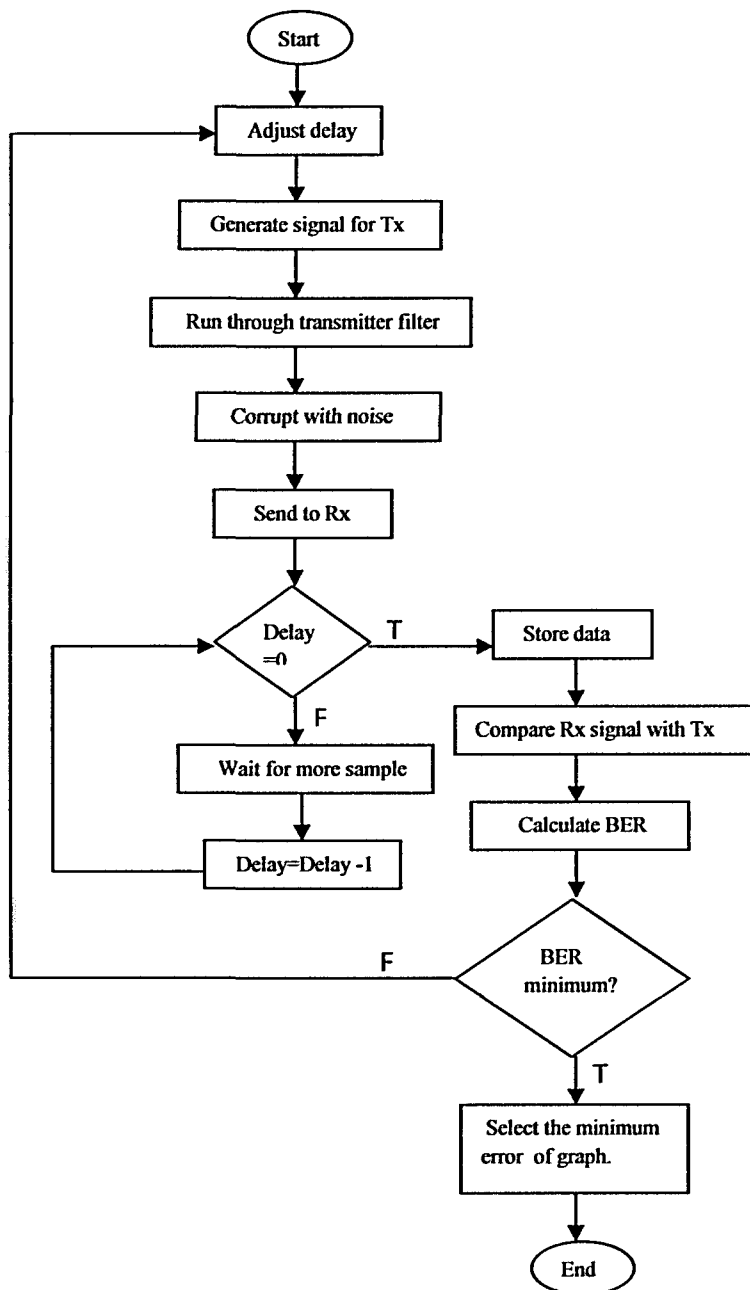 Start
Adjust delay
Generate signal for Tx
Run through transmitter filter
Corrupt with noise
Send to Rx
Delay
=0
T
Store data
F
Compare Rx signal with Tx
Wait for more sample
Calculate BER
Delay=Delay -1
F
BER
minimum?
T
Select the minimum
error of graph.
End